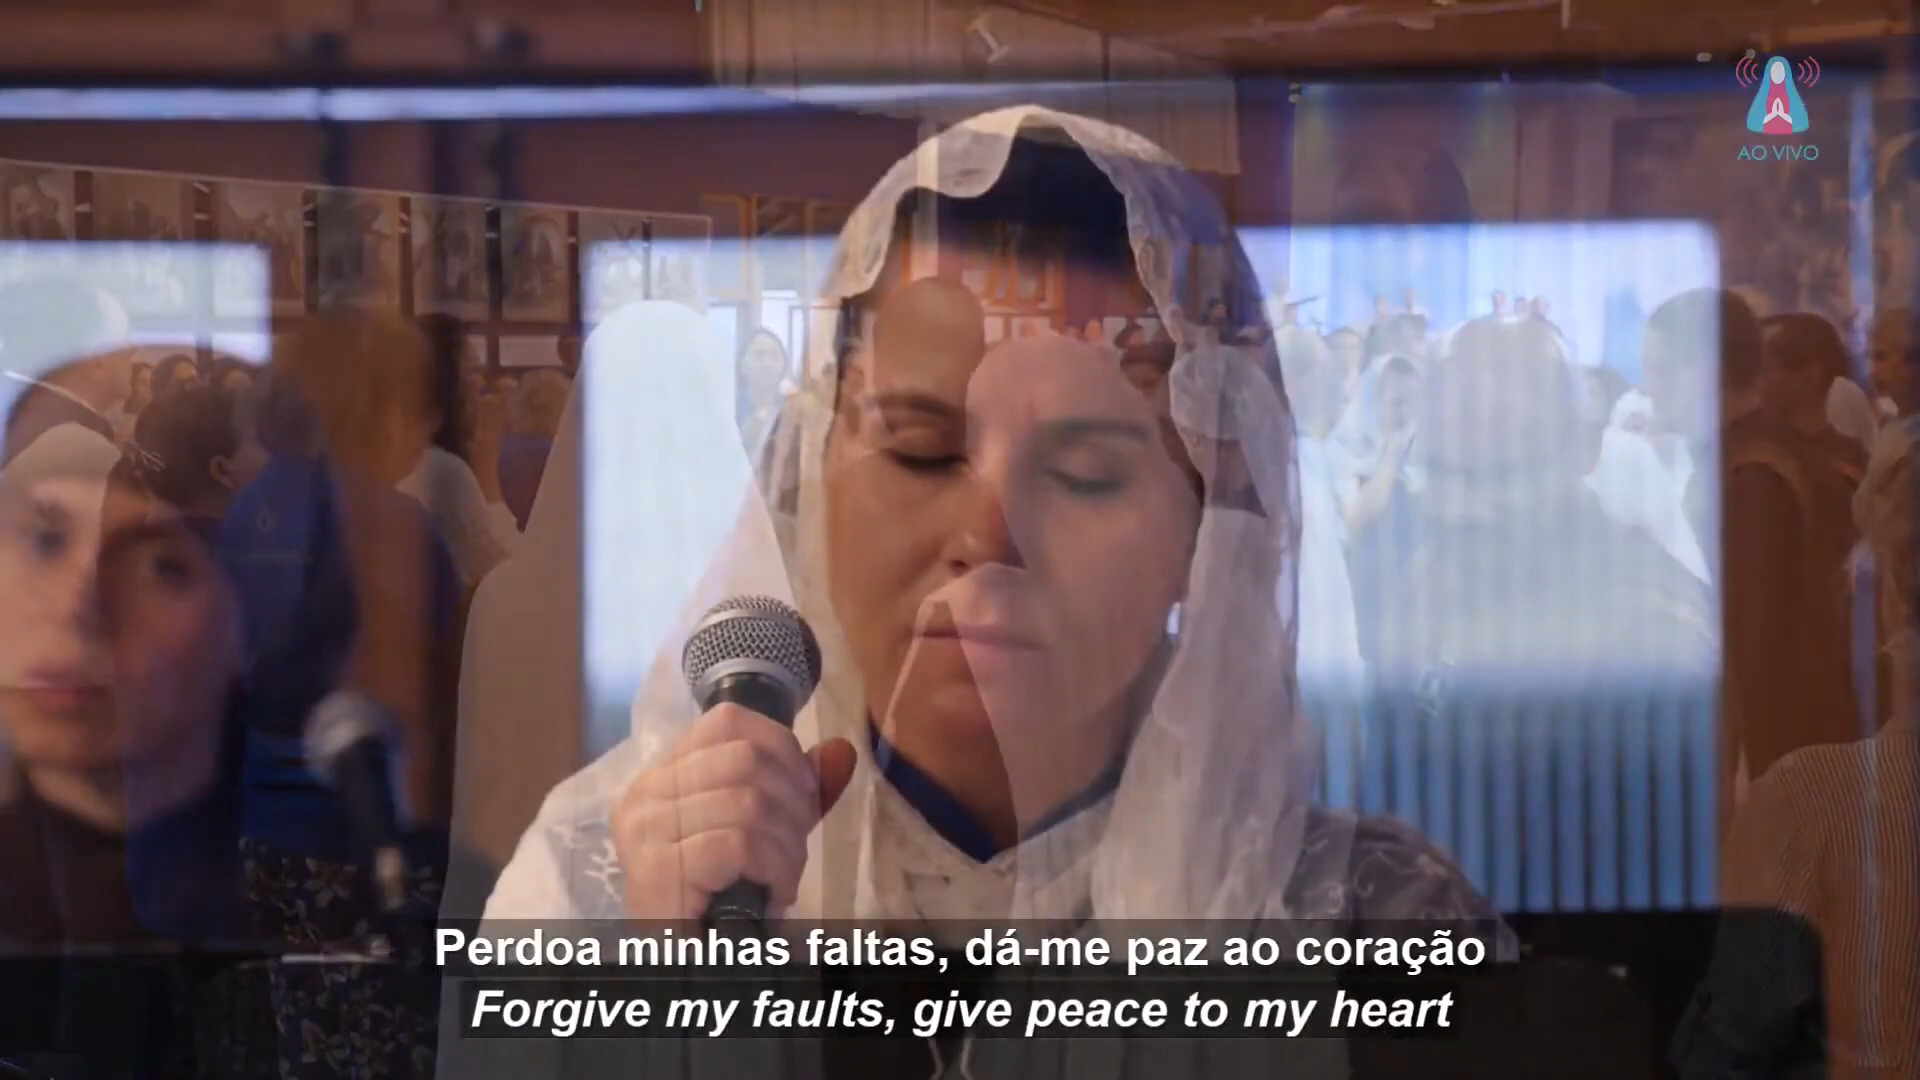 AO VIVO
Perdoa minhas faltas, dá-me paz ao coração
Forgive my faults, give peace to my heart